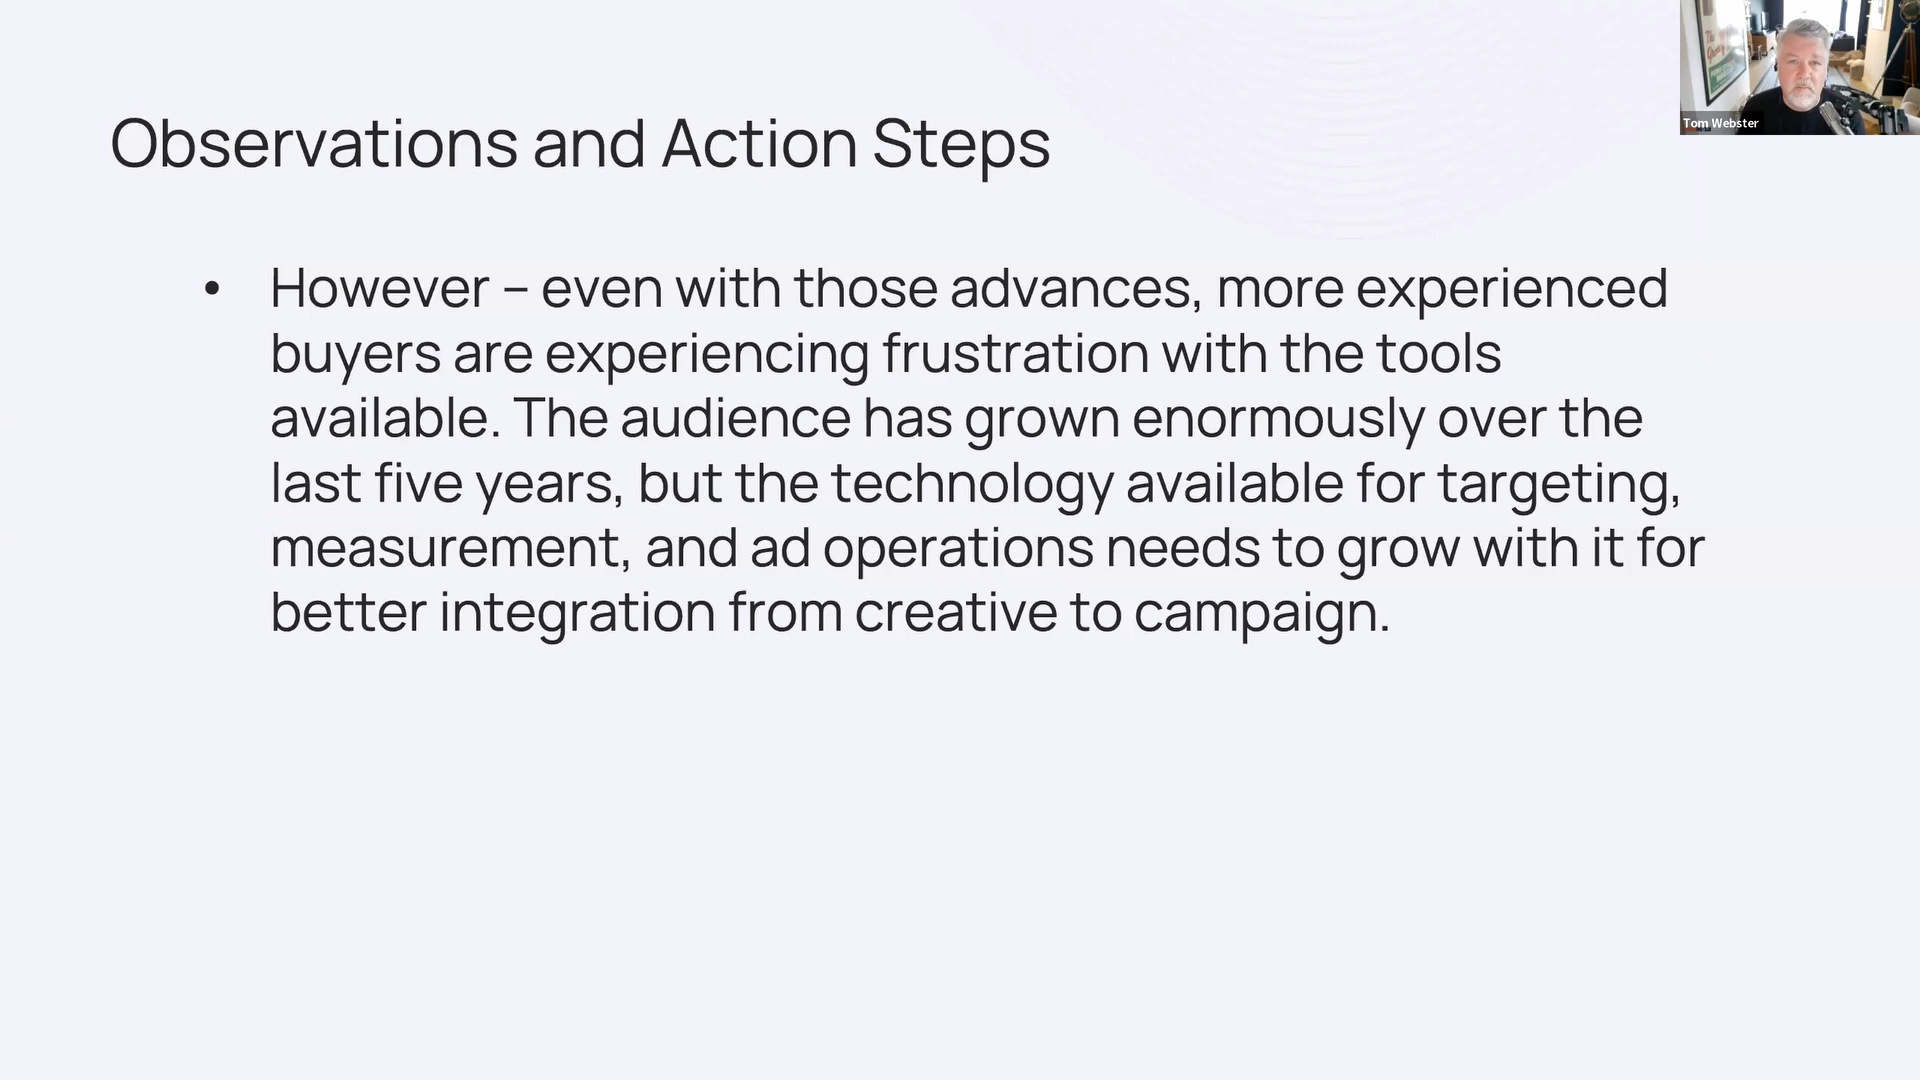 Observations and Action Steps
• However – even with those advances, more experienced
buyers are experiencing frustration with the tools
available. The audience has grown enormously over the
last five years, but the technology available for targeting,
measurement, and ad operations needs to grow with it for
better integration from creative to campaign.
Tom Webster